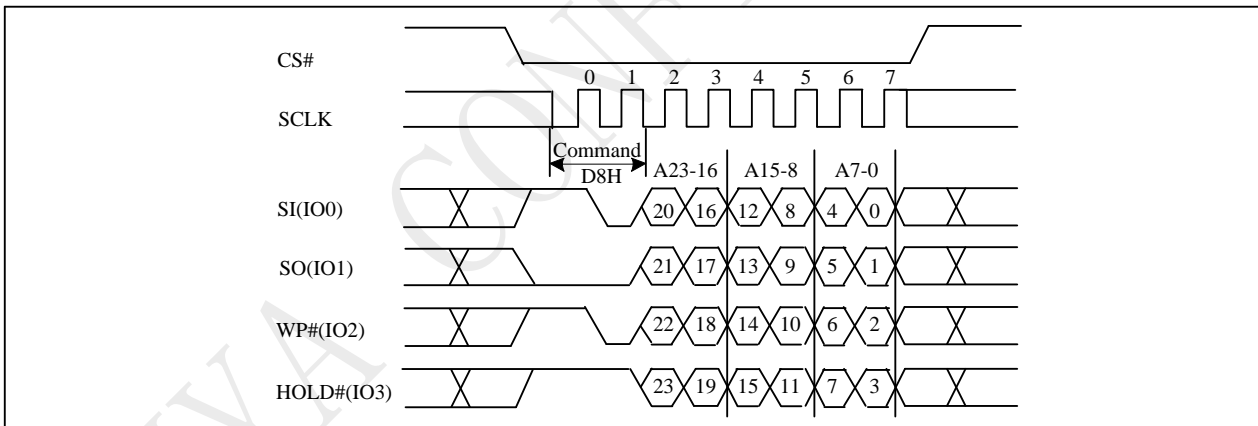 CS#
0 1 2 3 4 5 6 7
SCLK
Command
D8H
A23-16 A15-8 A7-0
SI(IO0)
20 16 12 8 4 0
SO(IO1)
21 17 13 9 5 1
WP#(IO2)
22 18 14 10 6 2
HOLD#(IO3)
23 19 15 11 7 3